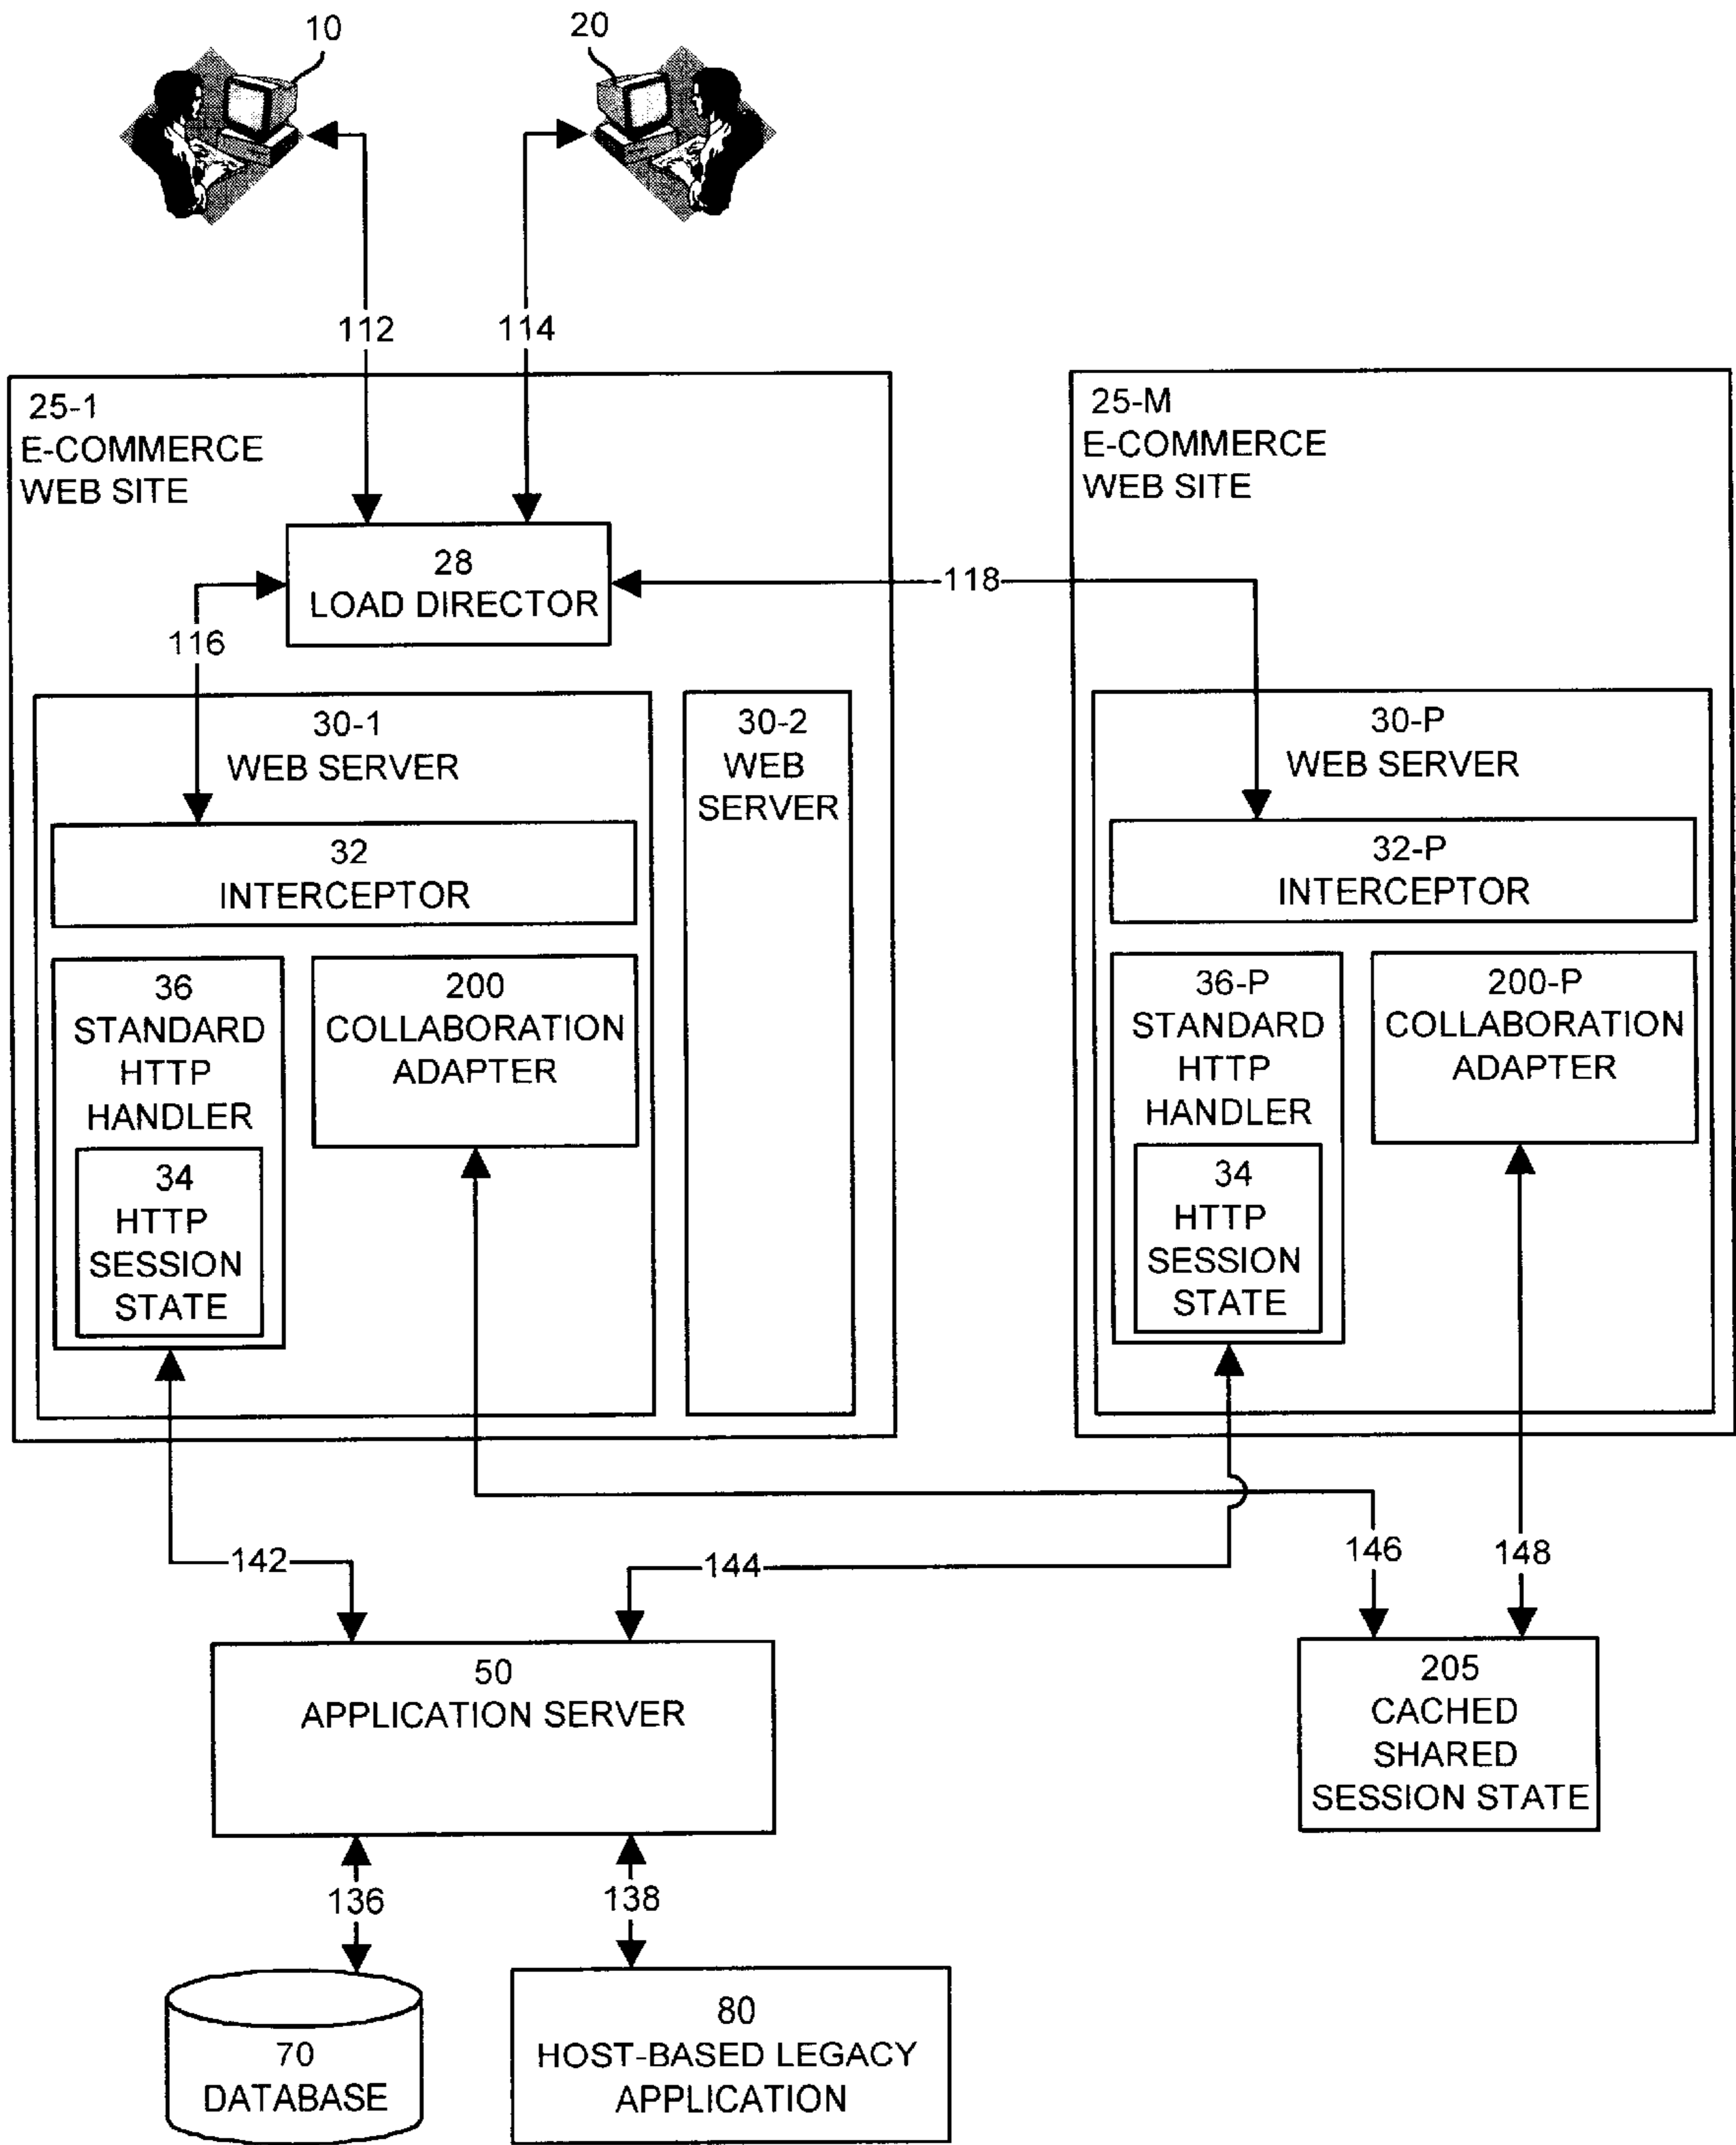 10
20
112
114
25-1
E-COMMERCE
WEB SITE
25-M
E-COMMERCE
WEB SITE
28
LOAD DIRECTOR
118
116
30-1
WEB SERVER
30-2
WEB
SERVER
30-P
WEB SERVER
32
INTERCEPTOR
32-P
INTERCEPTOR
36
STANDARD
HTTP
HANDLER
200
COLLABORATION
ADAPTER
36-P
STANDARD
HTTP
HANDLER
200-P
COLLABORATION
ADAPTER
34
HTTP
SESSION
STATE
34
HTTP
SESSION
STATE
142
144
146
148
50
APPLICATION SERVER
205
CACHED
SHARED
SESSION STATE
136
138
70
DATABASE
80
HOST-BASED LEGACY
APPLICATION